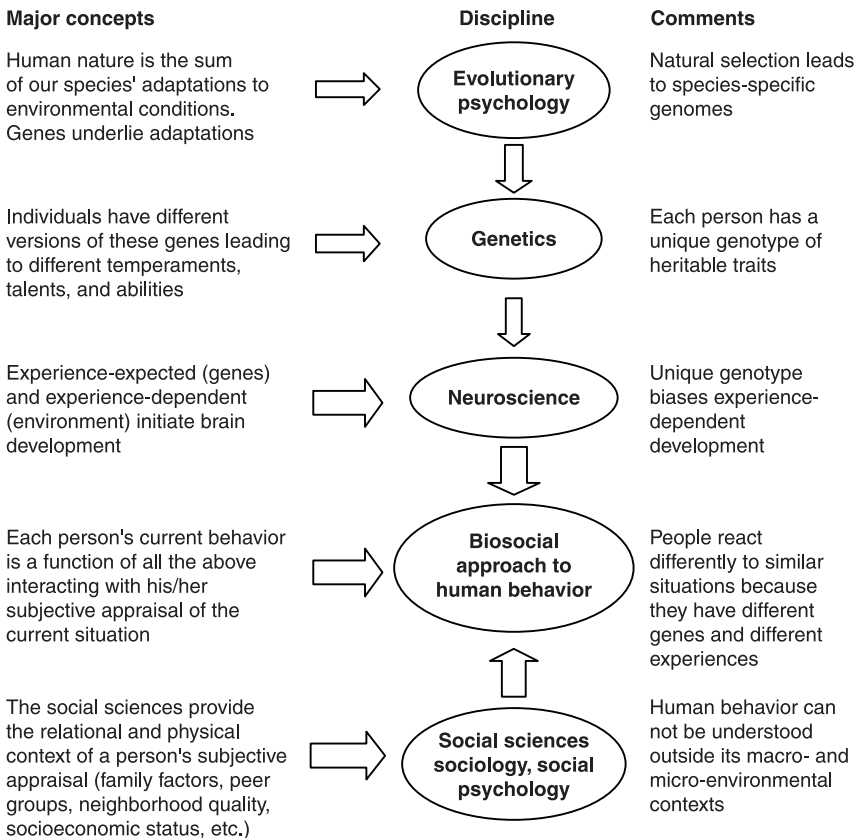 Major concepts
Discipline
Comments
Human nature is the sum
of our species' adaptations to
environmental conditions.
Genes underlie adaptations
Evolutionary
psychology
Natural selection leads
to species-specific
genomes
Individuals have different
versions of these genes leading
to different temperaments,
talents, and abilities
Genetics
Each person has a
unique genotype of
heritable traits
Experience-expected (genes)
and experience-dependent
(environment) initiate brain
development
Neuroscience
Unique genotype
biases experience-
dependent
development
Each person's current behavior
is a function of all the above
interacting with his/her
subjective appraisal of the
current situation
Biosocial
approach to
human behavior
People react
differently to similar
situations because
they have different
genes and different
experiences
The social sciences provide
the relational and physical
context of a person's subjective
appraisal (family factors, peer
groups, neighborhood quality,
socioeconomic status, etc.)
Social sciences
sociology, social
psychology
Human behavior can
not be understood
outside its macro- and
micro-environmental
contexts